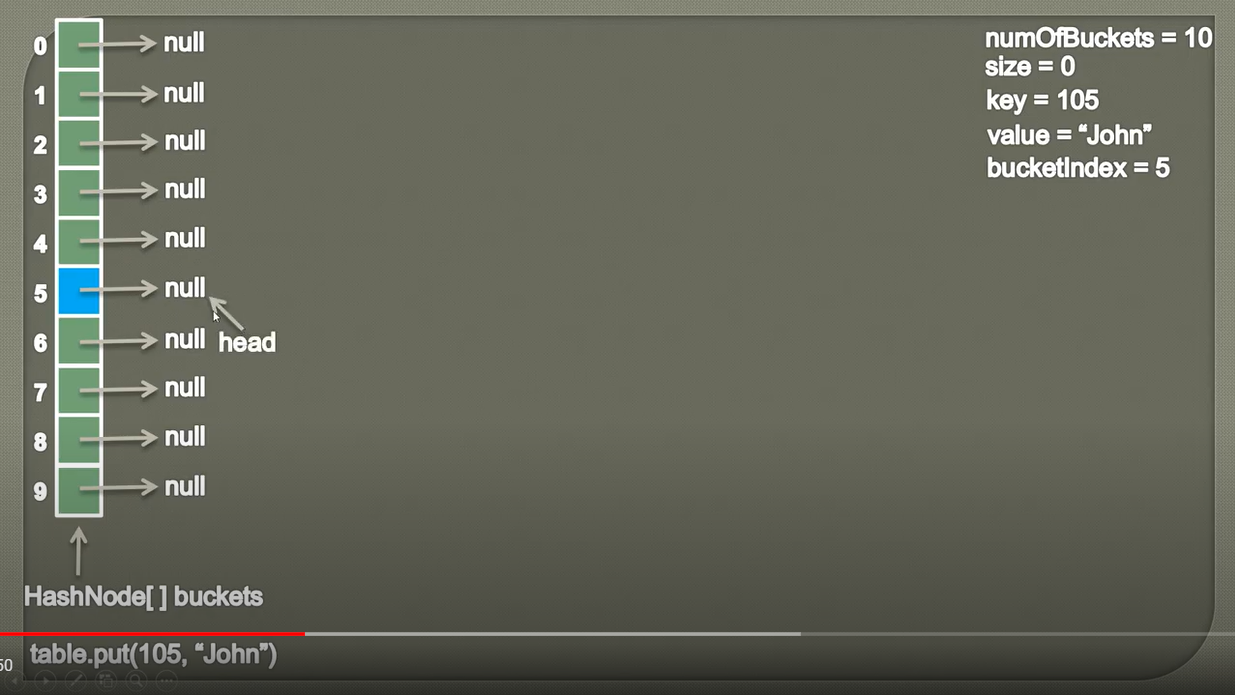 0 null
1 null
2 null
3 null
4 null
5 null
6 null
7 null
8 null
9 null
head
HashNode[ ] buckets
table.put(105, “John”)
50
numOfBuckets = 10
size = 0
key = 105
value = “John”
bucketIndex = 5